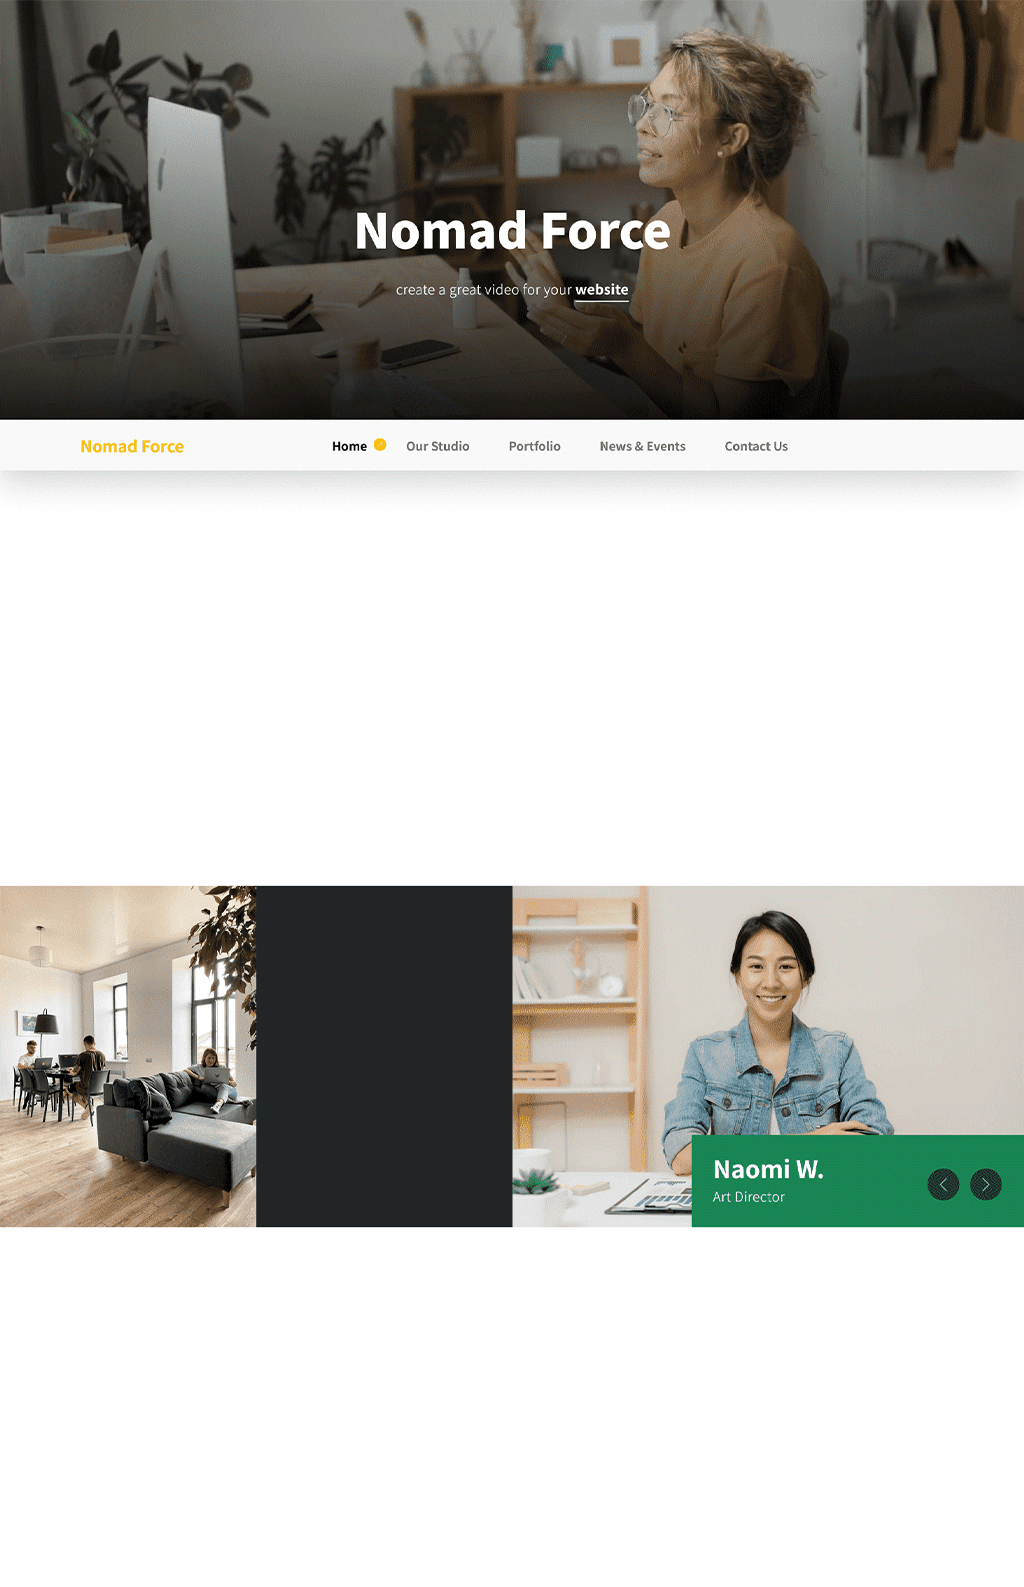 Nomad Force
create a great video for your website
Nomad Force
Home Our Studio Portfolio News & Events Contact Us
Naomi W.
Art Director